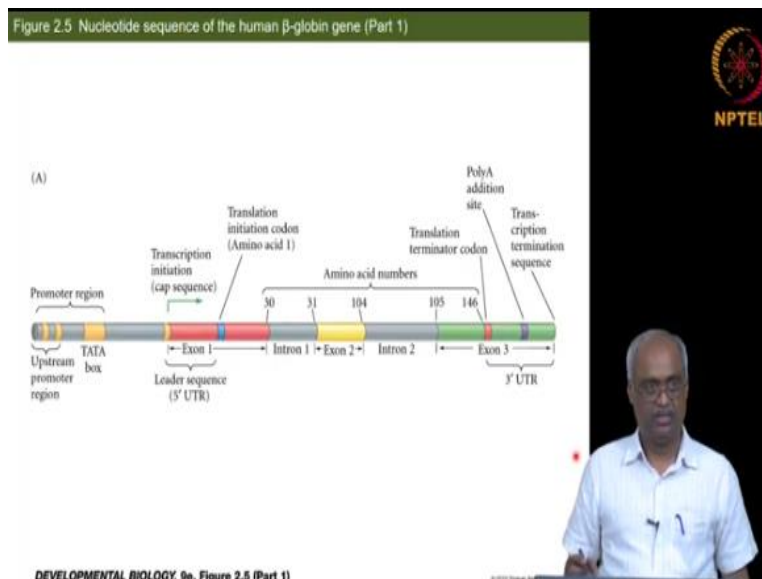 Figure 2.5 Nucleotide sequence of the human β-globin gene (Part 1)
NPTEL
(A)
PolyA
addition
site
Trans-
cription
termination
sequence
Translation
initiation codon
(Amino acid 1)
Translation
terminator codon
Transcription
initiation
(cap sequence)
Amino acid numbers
Promoter region
30 31 104 105 146
Upstream
promoter
region
TATA
box
Exon 1
Intron 1
Exon 2
Intron 2
Exon 3
Leader sequence
(5′ UTR)
3′ UTR
DEVELOPMENTAL BIOLOGY, 9e, Figure 2.5 (Part 1)